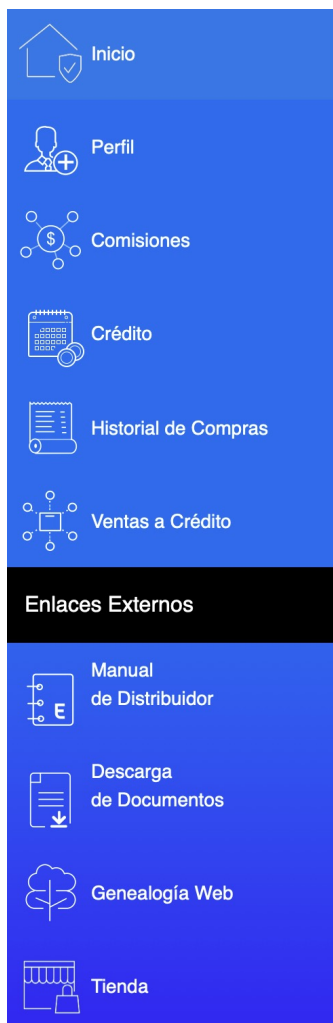 Inicio
Perfil
$
Comisiones
Crédito
Historial de Compras
Ventas a Crédito
Enlaces Externos
Manual
de Distribuidor
E
Descarga
de Documentos
Genealogía Web
Tienda